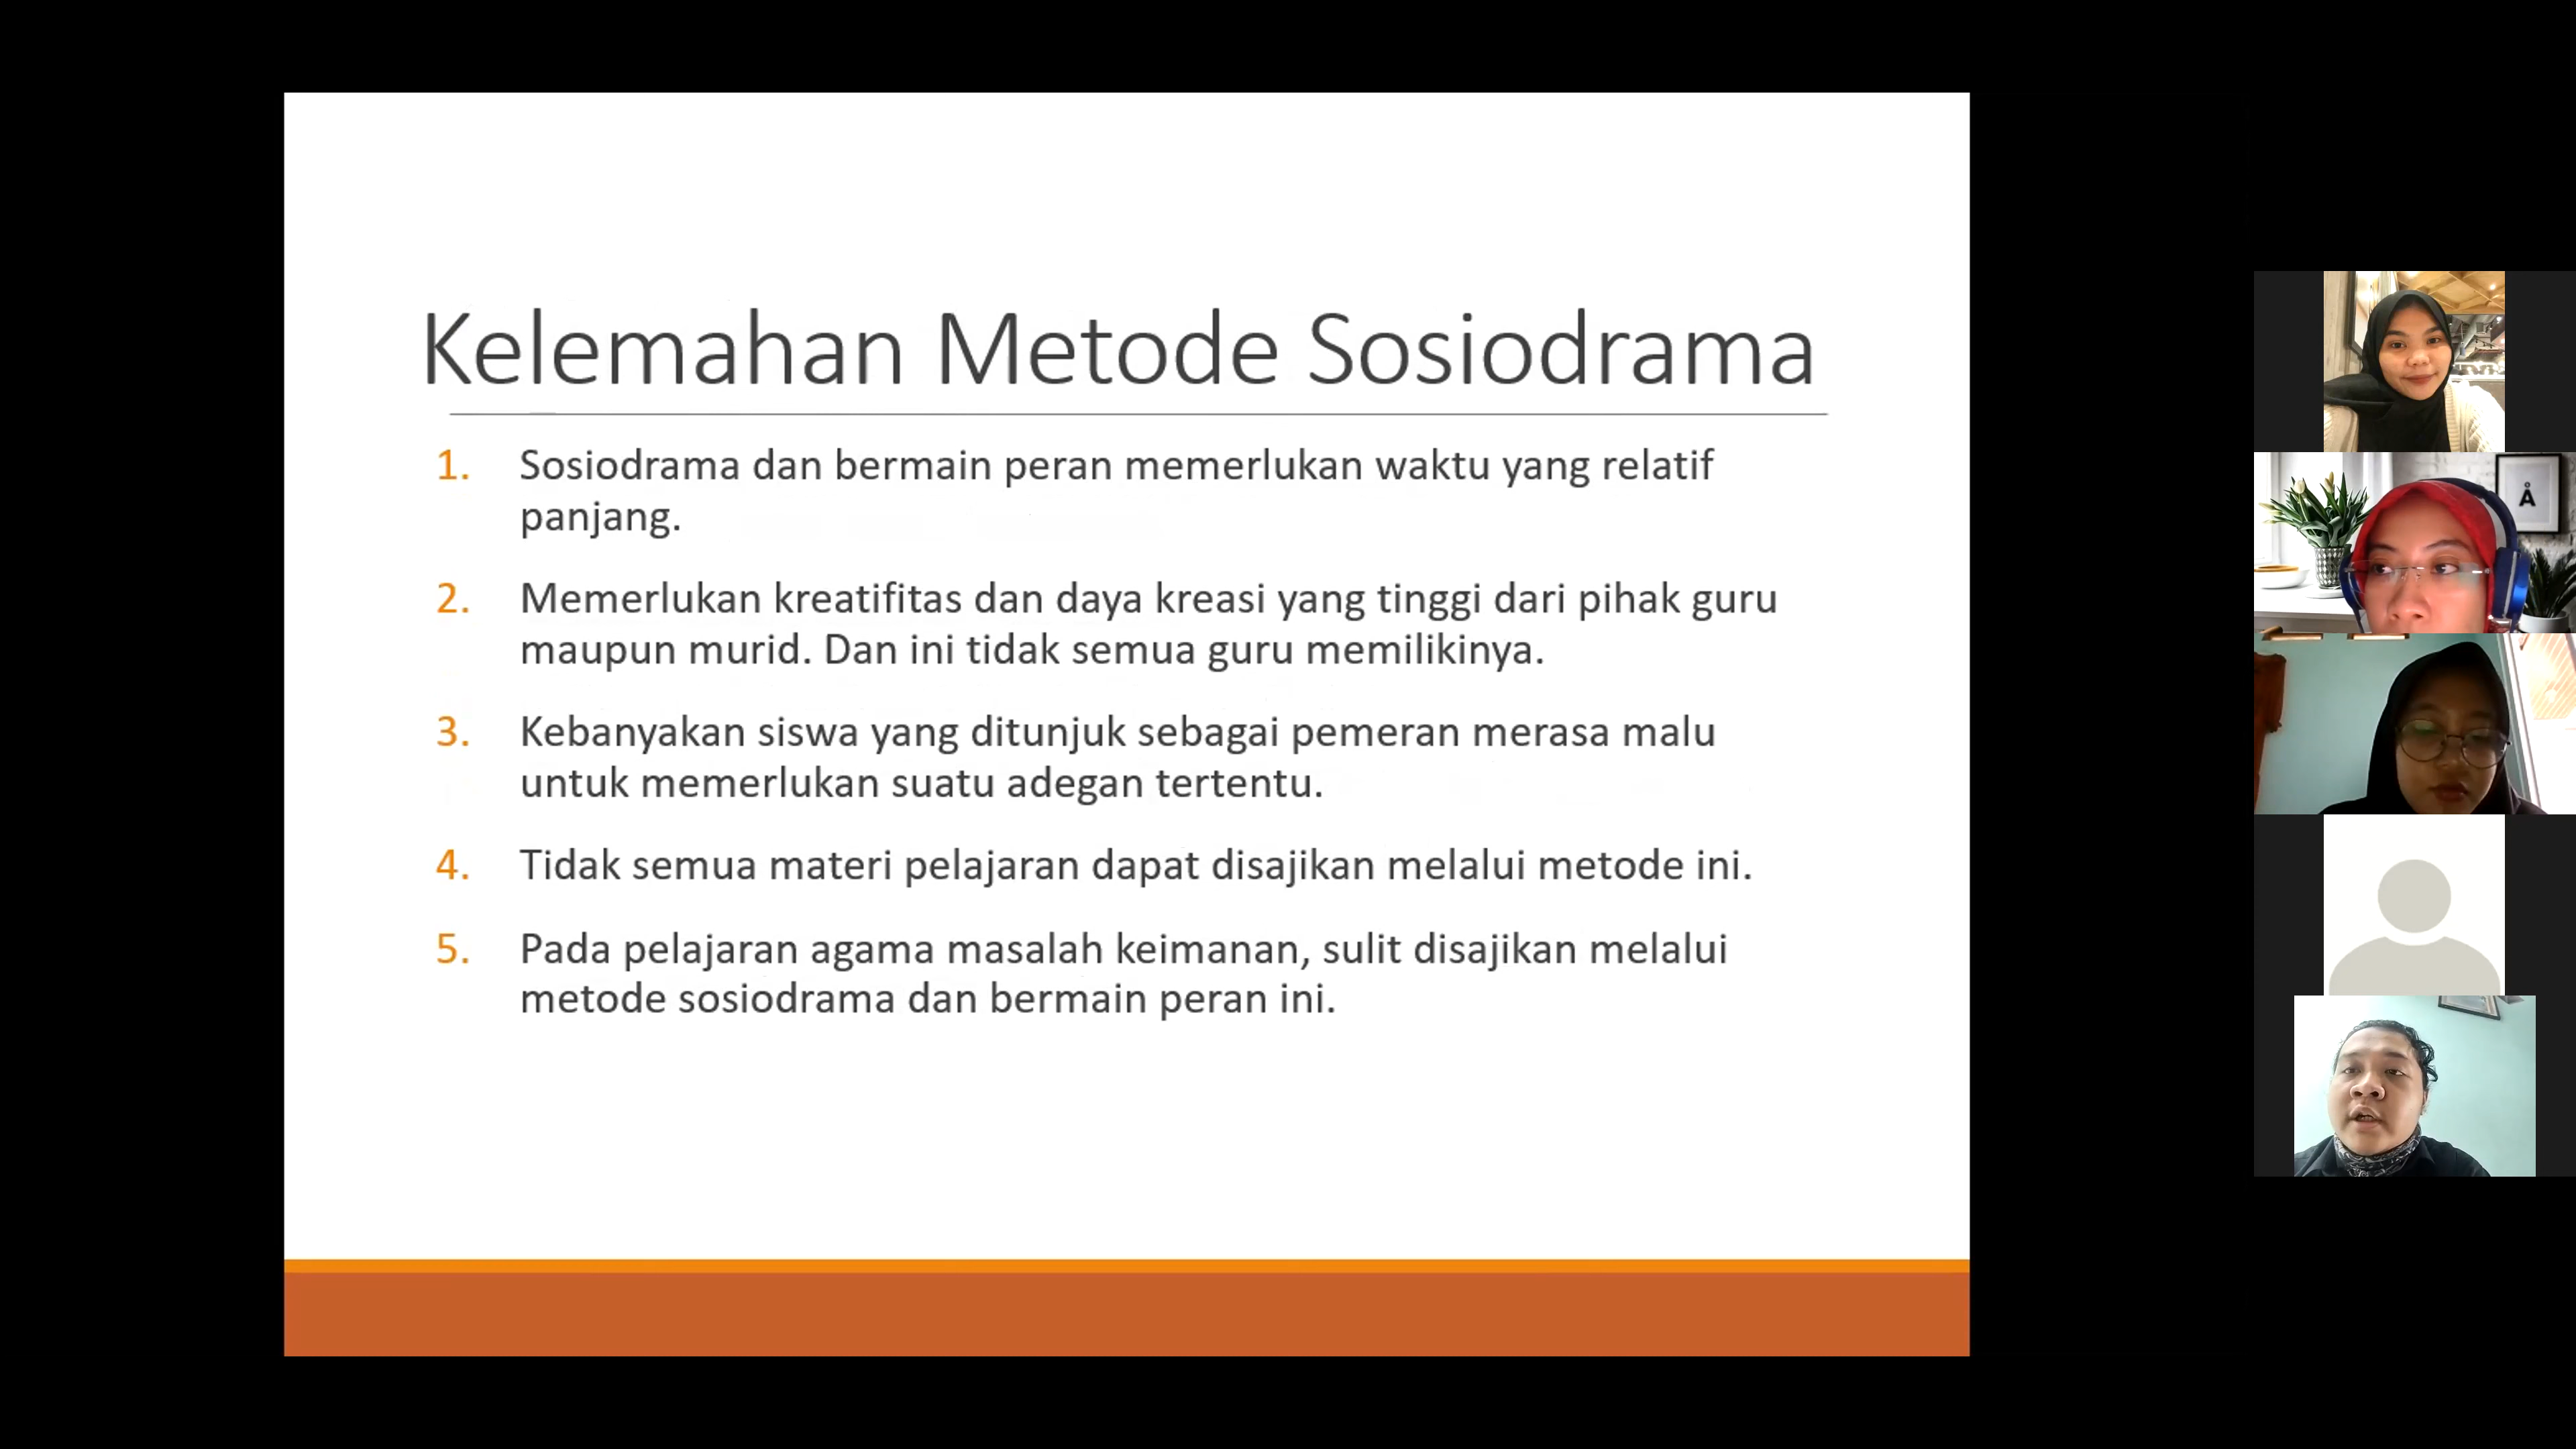 Kelemahan Metode Sosiodrama
1. Sosiodrama dan bermain peran memerlukan waktu yang relatif
panjang.
2. Memerlukan kreatifitas dan daya kreasi yang tinggi dari pihak guru
maupun murid. Dan ini tidak semua guru memilikinya.
3. Kebanyakan siswa yang ditunjuk sebagai pemeran merasa malu
untuk memerlukan suatu adegan tertentu.
4. Tidak semua materi pelajaran dapat disajikan melalui metode ini.
5. Pada pelajaran agama masalah keimanan, sulit disajikan melalui
metode sosiodrama dan bermain peran ini.
Å